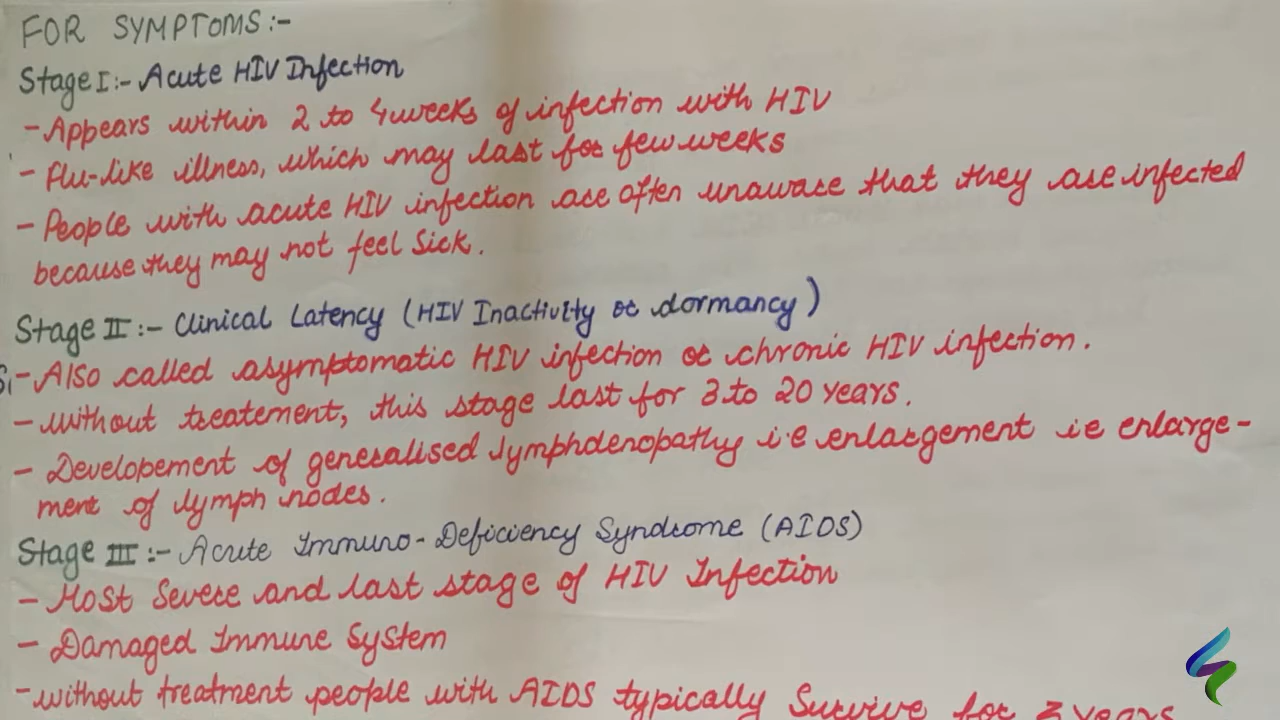 FOR SYMPTOMS:-
Stage I:- Acute HIV Infection
- Appears within 2 to 4 weeks of infection with HIV
- Flu-like illness, which may last for few weeks
- People with acute HIV infection are often unaware that they are infected
because they may not feel Sick.
Stage II:- Clinical Latency (HIV Inactivity or dormancy)
- Also called asymptomatic HIV infection or chronic HIV infection.
- without treatement, this stage last for 3 to 20 years.
- Developement of generalised lymphdenopathy i.e enlargement ie enlarge-
ment of lymph nodes.
Stage III:- Acute Immuno-Deficiency Syndrome (AIDS)
- Most Severe and last stage of HIV Infection
- Damaged Immune System
- without treatment people with AIDS typically Survive for 3 years